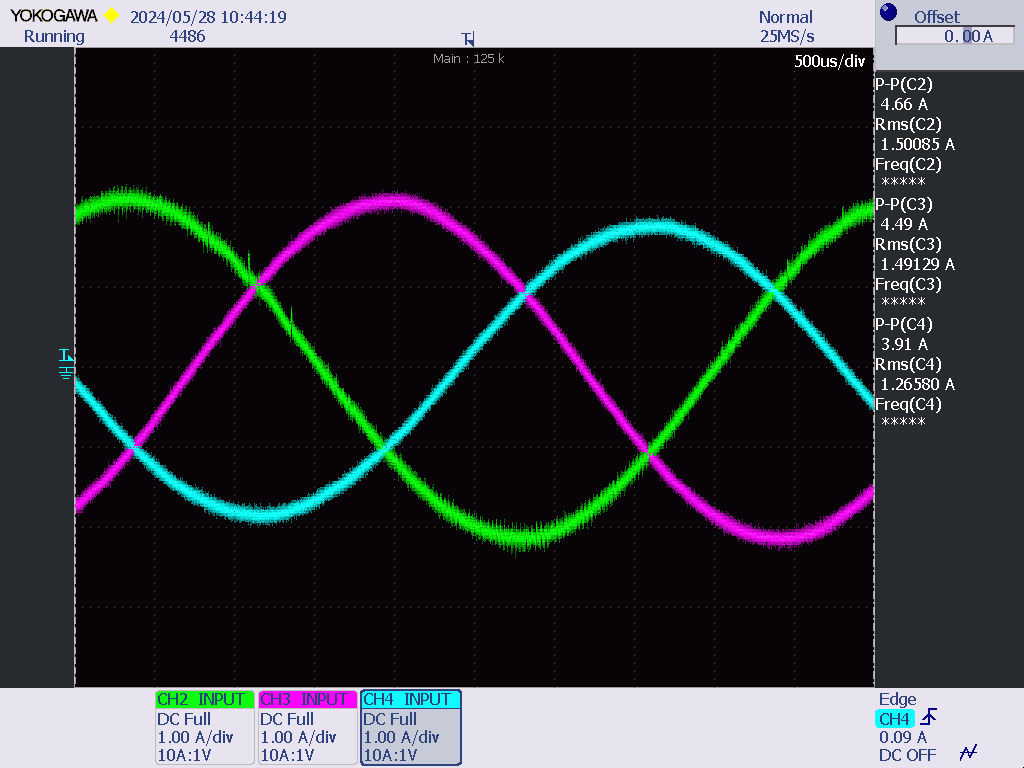 YOKOGAWA 2024/05/28 10:44:19 Normal Offset
Running 4486 25MS/s 0.00 A
T
Main : 125 k 500us/div
P-P(C2)
4.66 A
Rms(C2)
1.50085 A
Freq(C2)
*****
P-P(C3)
4.49 A
Rms(C3)
1.49129 A
Freq(C3)
*****
T
P-P(C4)
3.91 A
Rms(C4)
1.26580 A
Freq(C4)
*****
CH2 INPUT CH3 INPUT CH4 INPUT
DC Full DC Full DC Full
1.00 A/div 1.00 A/div 1.00 A/div
10A:1V 10A:1V 10A:1V
Edge
CH4
0.09 A
DC OFF